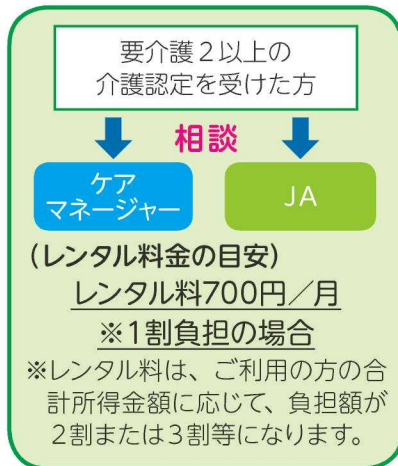 要介護２以上の
介護認定を受けた方
相談
ケア
マネージャー
JA
(レンタル料金の目安)
レンタル料700円／月
※1割負担の場合
※レンタル料は、ご利用の方の合
計所得金額に応じて、負担額が
２割または３割等になります。